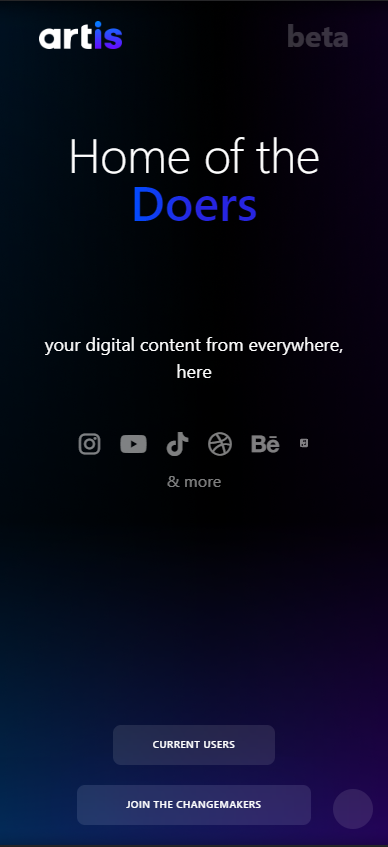 artis
beta
Home of the
Doers
your digital content from everywhere,
here
Bē
& more
CURRENT USERS
JOIN THE CHANGEMAKERS